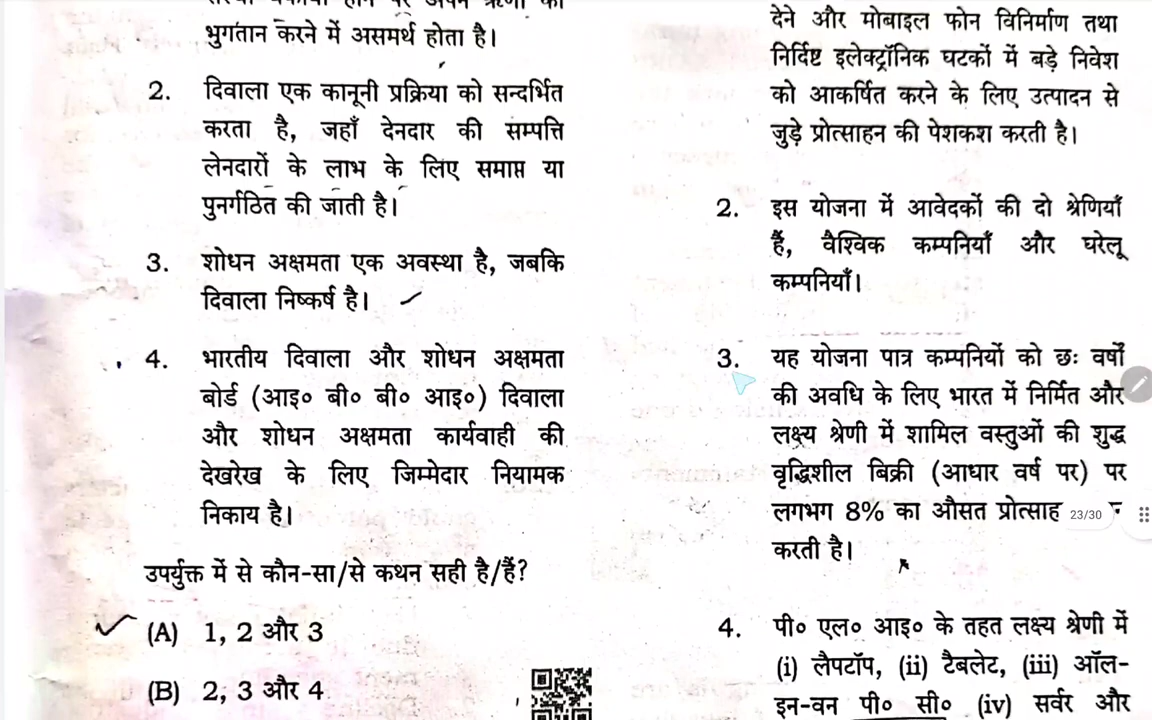 भुगतान करने में असमर्थ होता है।
2. दिवाला एक कानूनी प्रक्रिया को सन्दर्भित
करता है, जहाँ देनदार की सम्पत्ति
लेनदारों के लाभ के लिए समाप्त या
पुनर्गठित की जाती है।
3. शोधन अक्षमता एक अवस्था है, जबकि
दिवाला निष्कर्ष है।
4. भारतीय दिवाला और शोधन अक्षमता
बोर्ड (आइ० बी० बी० आइ०) दिवाला
और शोधन अक्षमता कार्यवाही की
देखरेख के लिए जिम्मेदार नियामक
निकाय है।
उपर्युक्त में से कौन-सा/से कथन सही है/हैं?
(A) 1, 2 और 3
(B) 2, 3 और 4
देने और मोबाइल फोन विनिर्माण तथा
निर्दिष्ट इलेक्ट्रॉनिक घटकों में बड़े निवेश
को आकर्षित करने के लिए उत्पादन से
जुड़े प्रोत्साहन की पेशकश करती है।
2. इस योजना में आवेदकों की दो श्रेणियाँ
हैं, वैश्विक कम्पनियाँ और घरेलू
कम्पनियाँ।
3. यह योजना पात्र कम्पनियों को छः वर्षों
की अवधि के लिए भारत में निर्मित और
लक्ष्य श्रेणी में शामिल वस्तुओं की शुद्ध
वृद्धिशील बिक्री (आधार वर्ष पर) पर
लगभग 8% का औसत प्रोत्साह
23/30
करती है।
4. पी० एल० आइ० के तहत लक्ष्य श्रेणी में
(i) लैपटॉप, (ii) टैबलेट, (iii) ऑल-
इन-वन पी० सी० (iv) सर्वर और